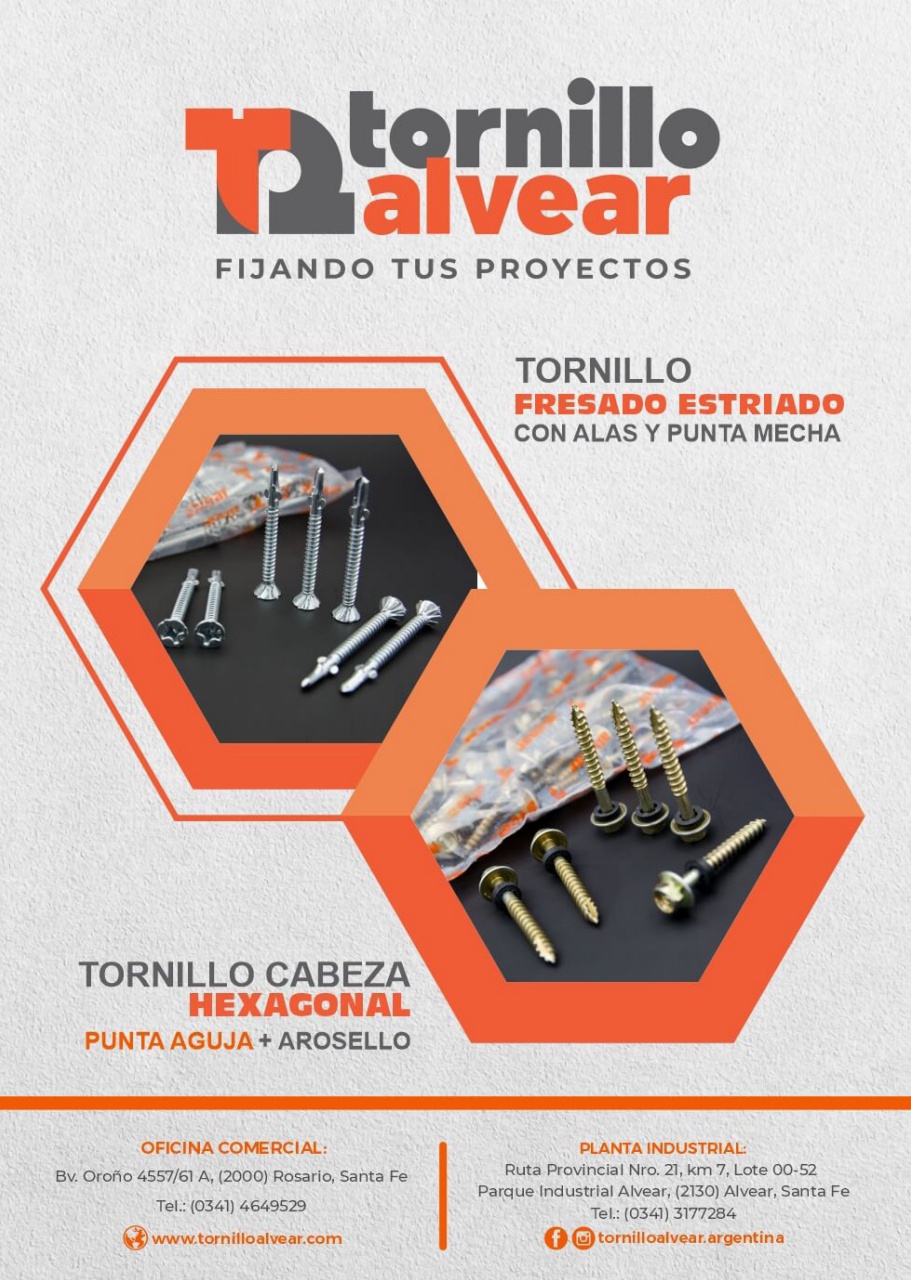 tornillo
alvear
FIJANDO TUS PROYECTOS
TORNILLO
FRESADO ESTRIADO
CON ALAS Y PUNTA MECHA
TORNILLO CABEZA
HEXAGONAL
PUNTA AGUJA + AROSELLO
OFICINA COMERCIAL:
Bv. Oroño 4557/61 A, (2000) Rosario, Santa Fe
Tel.: (0341) 4649529
www.tornilloalvear.com
PLANTA INDUSTRIAL:
Ruta Provincial Nro. 21, km 7, Lote 00-52
Parque Industrial Alvear, (2130) Alvear, Santa Fe
Tel.: (0341) 3177284
tornilloalvear.argentina